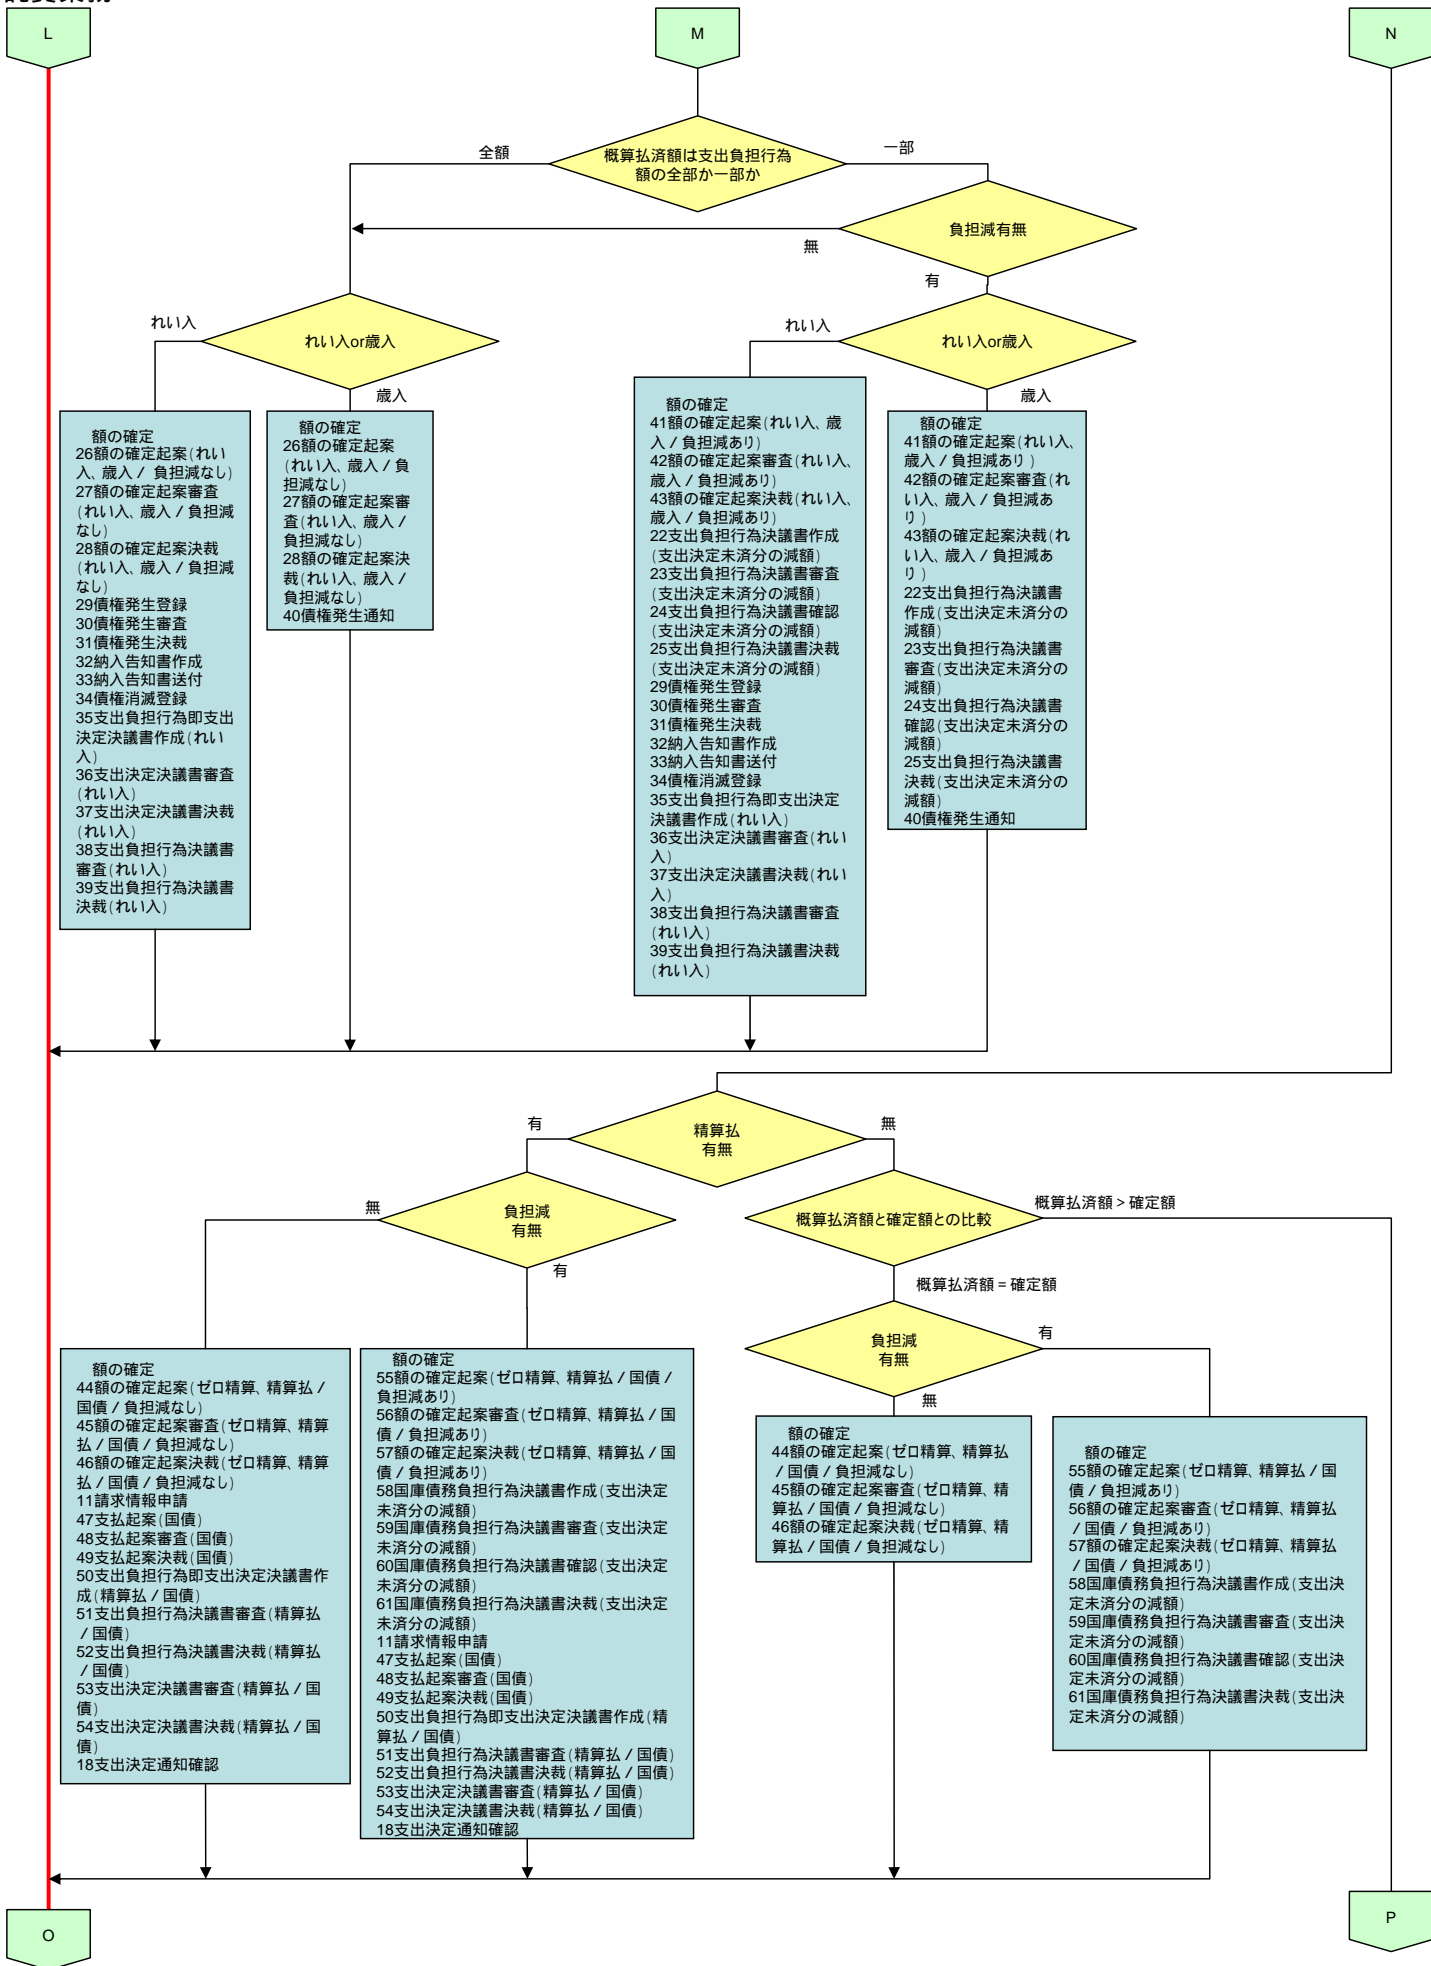 L
M
N
概算払済額は支出負担行為
額の全部か一部か
全額
一部
負担減有無
無
有
れい入or歳入
れい入
歳入
れい入or歳入
れい入
歳入
額の確定
26額の確定起案(れい
入、歳入/ 負担減なし)
27額の確定起案審査
(れい入、歳入/負担減
なし)
28額の確定起案決裁
(れい入、歳入/負担減
なし)
29債権発生登録
30債権発生審査
31債権発生決裁
32納入告知書作成
33納入告知書送付
34債権消滅登録
35支出負担行為即支出
決定決議書作成(れい
入)
36支出決定決議書審査
(れい入)
37支出決定決議書決裁
(れい入)
38支出負担行為決議書
審査(れい入)
39支出負担行為決議書
決裁(れい入)
額の確定
26額の確定起案
(れい入、歳入/負
担減なし)
27額の確定起案審
査(れい入、歳入/
負担減なし)
28額の確定起案決
裁(れい入、歳入/
負担減なし)
40債権発生通知
額の確定
41額の確定起案(れい入、歳
入/負担減あり)
42額の確定起案審査(れい入、
歳入/負担減あり)
43額の確定起案決裁(れい入、
歳入/負担減あり)
22支出負担行為決議書作成
(支出決定未済分の減額)
23支出負担行為決議書審査
(支出決定未済分の減額)
24支出負担行為決議書確認
(支出決定未済分の減額)
25支出負担行為決議書決裁
(支出決定未済分の減額)
29債権発生登録
30債権発生審査
31債権発生決裁
32納入告知書作成
33納入告知書送付
34債権消滅登録
35支出負担行為即支出決定
決議書作成(れい入)
36支出決定決議書審査(れい
入)
37支出決定決議書決裁(れい
入)
38支出負担行為決議書審査
(れい入)
39支出負担行為決議書決裁
(れい入)
額の確定
41額の確定起案(れい入、
歳入/負担減あり)
42額の確定起案審査(れ
い入、歳入/負担減あ
り)
43額の確定起案決裁(れ
い入、歳入/負担減あ
り)
22支出負担行為決議書
作成(支出決定未済分の
減額)
23支出負担行為決議書
審査(支出決定未済分の
減額)
24支出負担行為決議書
確認(支出決定未済分の
減額)
25支出負担行為決議書
決裁(支出決定未済分の
減額)
40債権発生通知
精算払
有無
有
無
負担減
有無
無
有
概算払済額と確定額との比較
概算払済額>確定額
概算払済額=確定額
負担減
有無
有
無
額の確定
44額の確定起案(ゼロ精算、精算払/
国債/負担減なし)
45額の確定起案審査(ゼロ精算、精算
払/国債/負担減なし)
46額の確定起案決裁(ゼロ精算、精算
払/国債/負担減なし)
11請求情報申請
47支払起案(国債)
48支払起案審査(国債)
49支払起案決裁(国債)
50支出負担行為即支出決定決議書作
成(精算払/国債)
51支出負担行為決議書審査(精算払
/国債)
52支出負担行為決議書決裁(精算払
/国債)
53支出決定決議書審査(精算払/国
債)
54支出決定決議書決裁(精算払/国
債)
18支出決定通知確認
額の確定
55額の確定起案(ゼロ精算、精算払/国債/
負担減あり)
56額の確定起案審査(ゼロ精算、精算払/国
債/負担減あり)
57額の確定起案決裁(ゼロ精算、精算払/国
債/負担減あり)
58国庫債務負担行為決議書作成(支出決定
未済分の減額)
59国庫債務負担行為決議書審査(支出決定
未済分の減額)
60国庫債務負担行為決議書確認(支出決定
未済分の減額)
61国庫債務負担行為決議書決裁(支出決定
未済分の減額)
11請求情報申請
47支払起案(国債)
48支払起案審査(国債)
49支払起案決裁(国債)
50支出負担行為即支出決定決議書作成(精
算払/国債)
51支出負担行為決議書審査(精算払/国債)
52支出負担行為決議書決裁(精算払/国債)
53支出決定決議書審査(精算払/国債)
54支出決定決議書決裁(精算払/国債)
18支出決定通知確認
額の確定
44額の確定起案(ゼロ精算、精算払
/国債/負担減なし)
45額の確定起案審査(ゼロ精算、精
算払/国債/負担減なし)
46額の確定起案決裁(ゼロ精算、精
算払/国債/負担減なし)
額の確定
55額の確定起案(ゼロ精算、精算払/国
債/負担減あり)
56額の確定起案審査(ゼロ精算、精算払
/国債/負担減あり)
57額の確定起案決裁(ゼロ精算、精算払
/国債/負担減あり)
58国庫債務負担行為決議書作成(支出決
定未済分の減額)
59国庫債務負担行為決議書審査(支出決
定未済分の減額)
60国庫債務負担行為決議書確認(支出決
定未済分の減額)
61国庫債務負担行為決議書決裁(支出決
定未済分の減額)
O
P